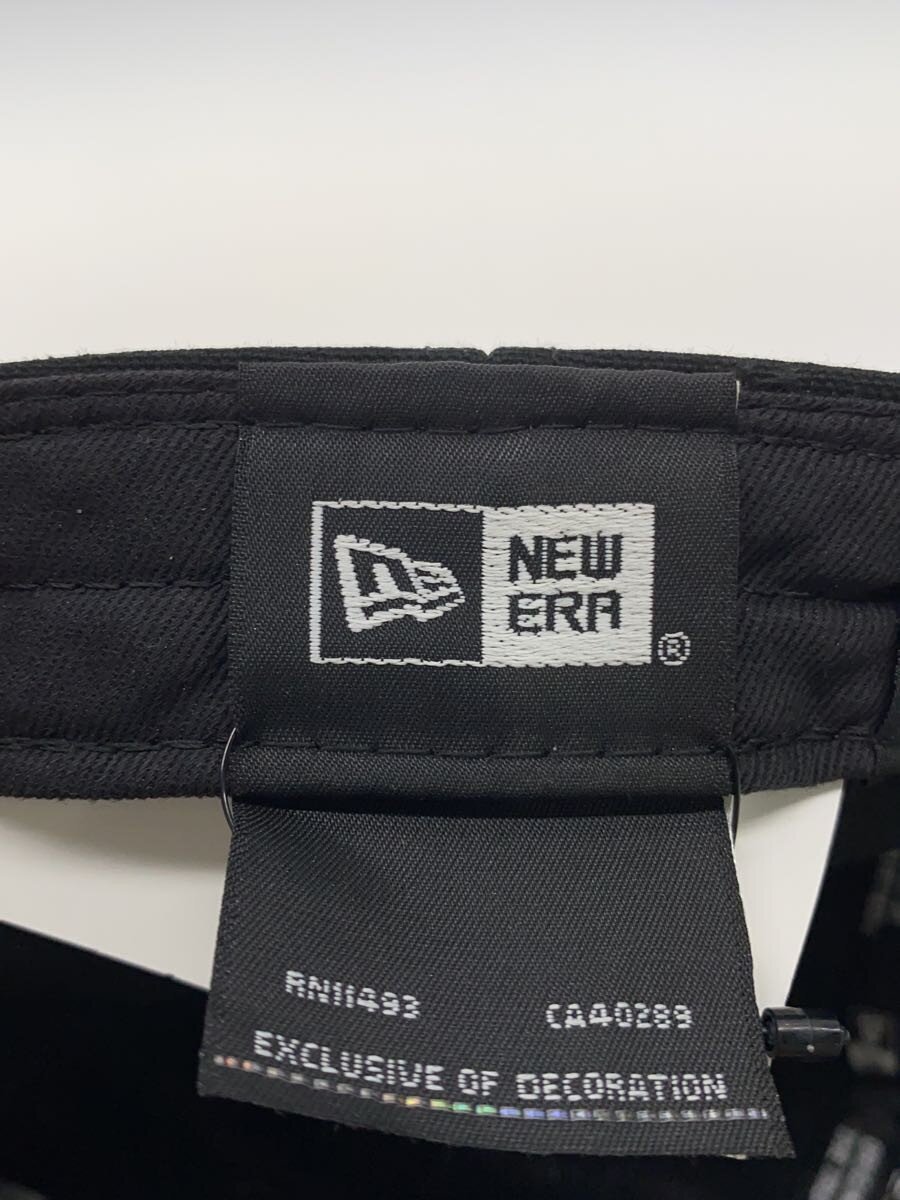 NEW
ERA
®
RN11493 CA40289
EXCLUSIVE OF DECORATION